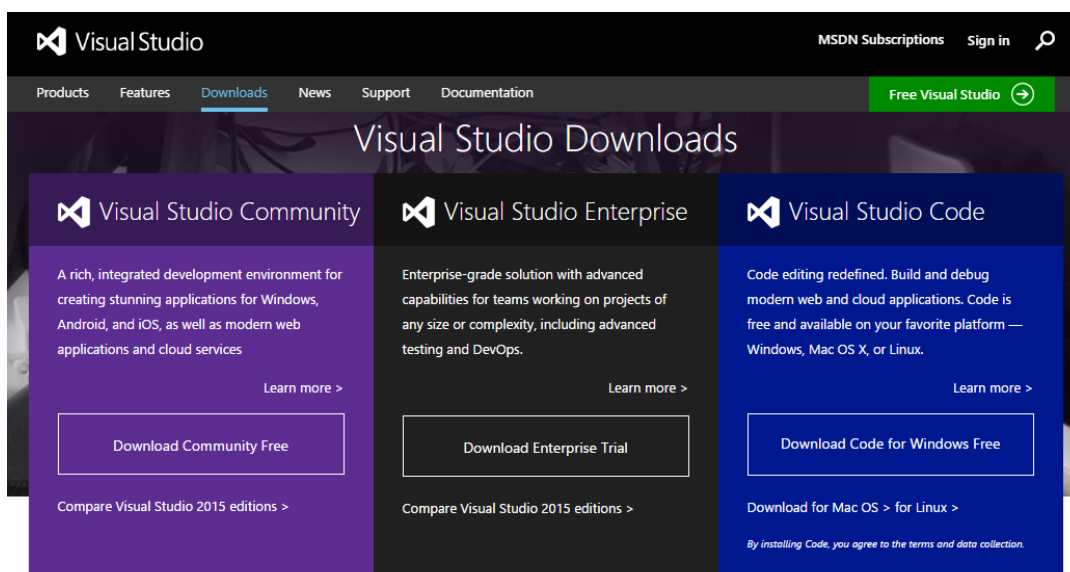 Visual Studio
MSDN Subscriptions Sign in
Products Features Downloads News Support Documentation
Free Visual Studio
Visual Studio Downloads
Visual Studio Community
A rich, integrated development environment for
creating stunning applications for Windows,
Android, and iOS, as well as modern web
applications and cloud services
Learn more >
Download Community Free
Compare Visual Studio 2015 editions >
Visual Studio Enterprise
Enterprise-grade solution with advanced
capabilities for teams working on projects of
any size or complexity, including advanced
testing and DevOps.
Learn more >
Download Enterprise Trial
Compare Visual Studio 2015 editions >
Visual Studio Code
Code editing redefined. Build and debug
modern web and cloud applications. Code is
free and available on your favorite platform —
Windows, Mac OS X, or Linux.
Learn more >
Download Code for Windows Free
Download for Mac OS > for Linux >
By installing Code, you agree to the terms and data collection.